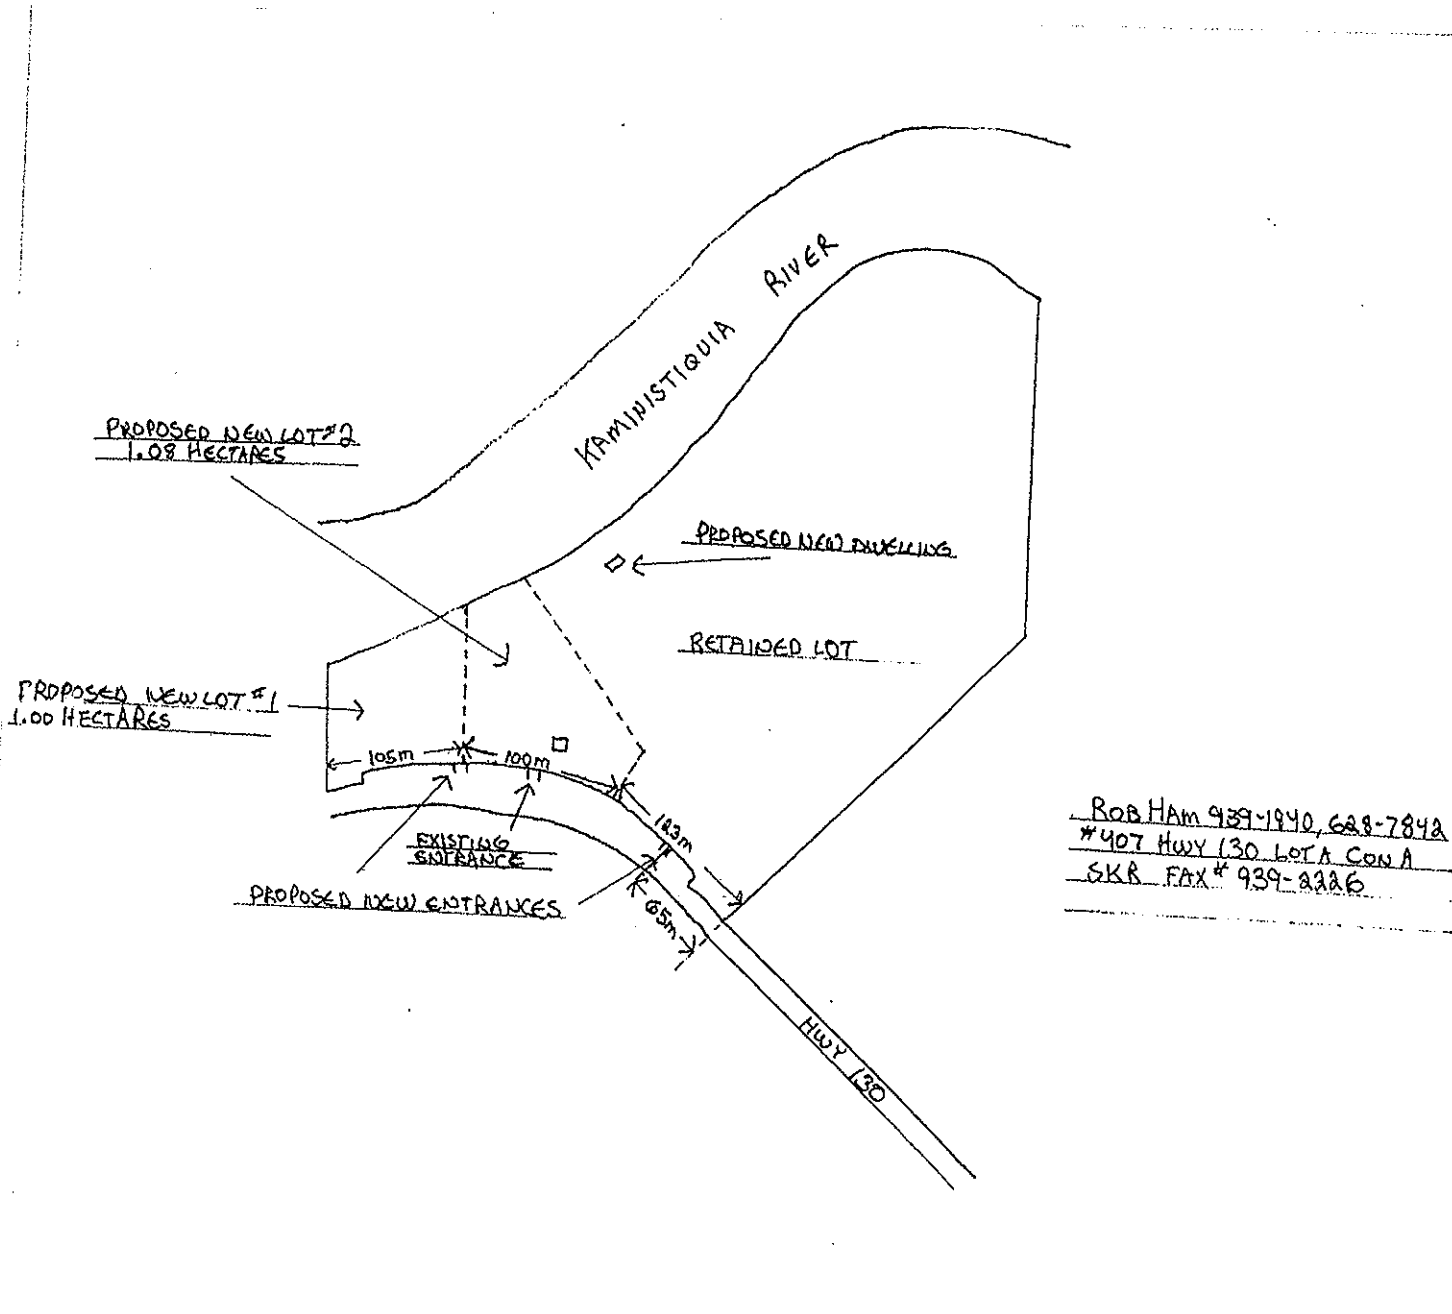 KAMINISTIQUIA RIVER
PROPOSED NEW LOT #2
1.08 HECTARES
PROPOSED NEW DWELLING
RETAINED LOT
PROPOSED NEW LOT #1
1.00 HECTARES
105m
100m
123m
EXISTING
ENTRANCE
PROPOSED NEW ENTRANCES
65m
HWY 130
ROB HAM 939-1940, 628-7842
#407 HWY 130 LOT A CON A
SKR FAX# 939-2226